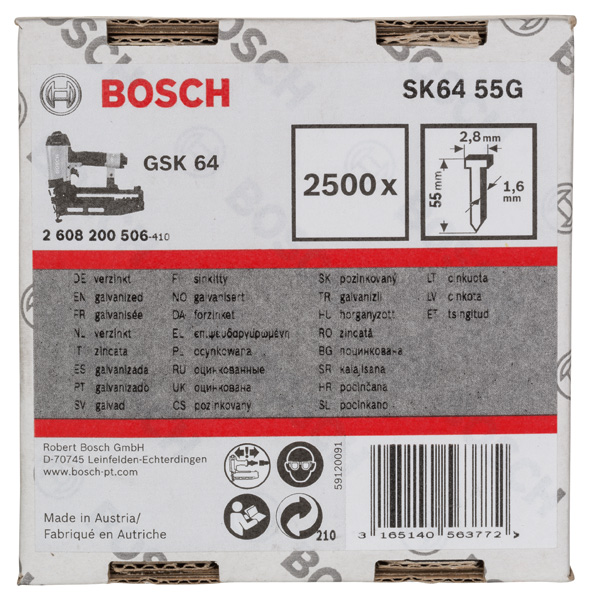 BOSCH
SK64 55G
GSK 64
2500 x
2,8 mm
55 mm
1,6 mm
2 608 200 506-410
DE verzinkt
EN galvanized
FR galvanisée
NL verzinkt
IT zincata
ES galvanizada
PT galvanizado
SV galvad
FI sinkitty
NO galvanisert
DA forzinket
EL επιψευδαργυρωμένη
PL ocynkowana
RU оцинкованные
UK оцинкована
CS pozinkovaný
SK pozinkovaný
TR galvanizli
HU horganyzott
RO zincată
BG поцинкована
SR kalajisana
HR pocinčana
SL pocinkano
LT cinkuota
LV cinkota
ET tsingitud
Robert Bosch GmbH
D-70745 Leinfelden-Echterdingen
www.bosch-pt.com
Made in Austria/
Fabriqué en Autriche
59120091
210
3 165140 563772 >